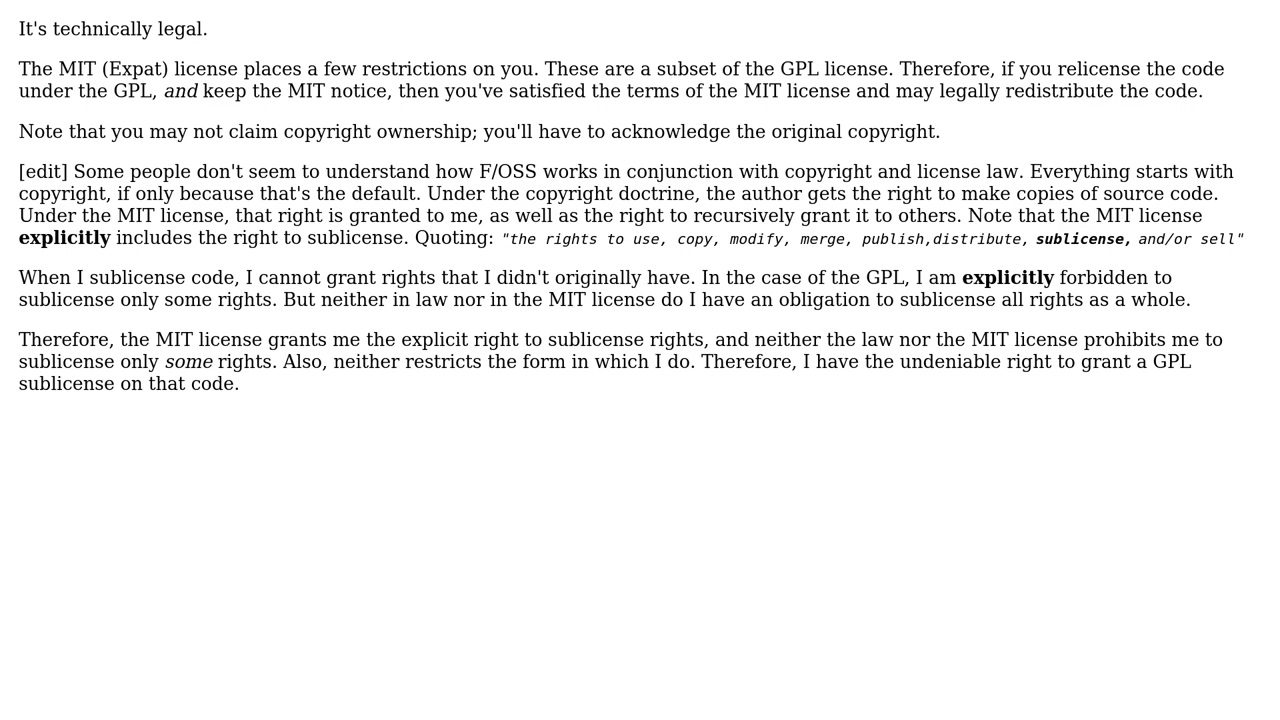 It's technically legal.
The MIT (Expat) license places a few restrictions on you. These are a subset of the GPL license. Therefore, if you relicense the code
under the GPL, and keep the MIT notice, then you've satisfied the terms of the MIT license and may legally redistribute the code.
Note that you may not claim copyright ownership; you'll have to acknowledge the original copyright.
[edit] Some people don't seem to understand how F/OSS works in conjunction with copyright and license law. Everything starts with
copyright, if only because that's the default. Under the copyright doctrine, the author gets the right to make copies of source code.
Under the MIT license, that right is granted to me, as well as the right to recursively grant it to others. Note that the MIT license
explicitly includes the right to sublicense. Quoting: "the rights to use, copy, modify, merge, publish,distribute, sublicense, and/or sell"
When I sublicense code, I cannot grant rights that I didn't originally have. In the case of the GPL, I am explicitly forbidden to
sublicense only some rights. But neither in law nor in the MIT license do I have an obligation to sublicense all rights as a whole.
Therefore, the MIT license grants me the explicit right to sublicense rights, and neither the law nor the MIT license prohibits me to
sublicense only some rights. Also, neither restricts the form in which I do. Therefore, I have the undeniable right to grant a GPL
sublicense on that code.